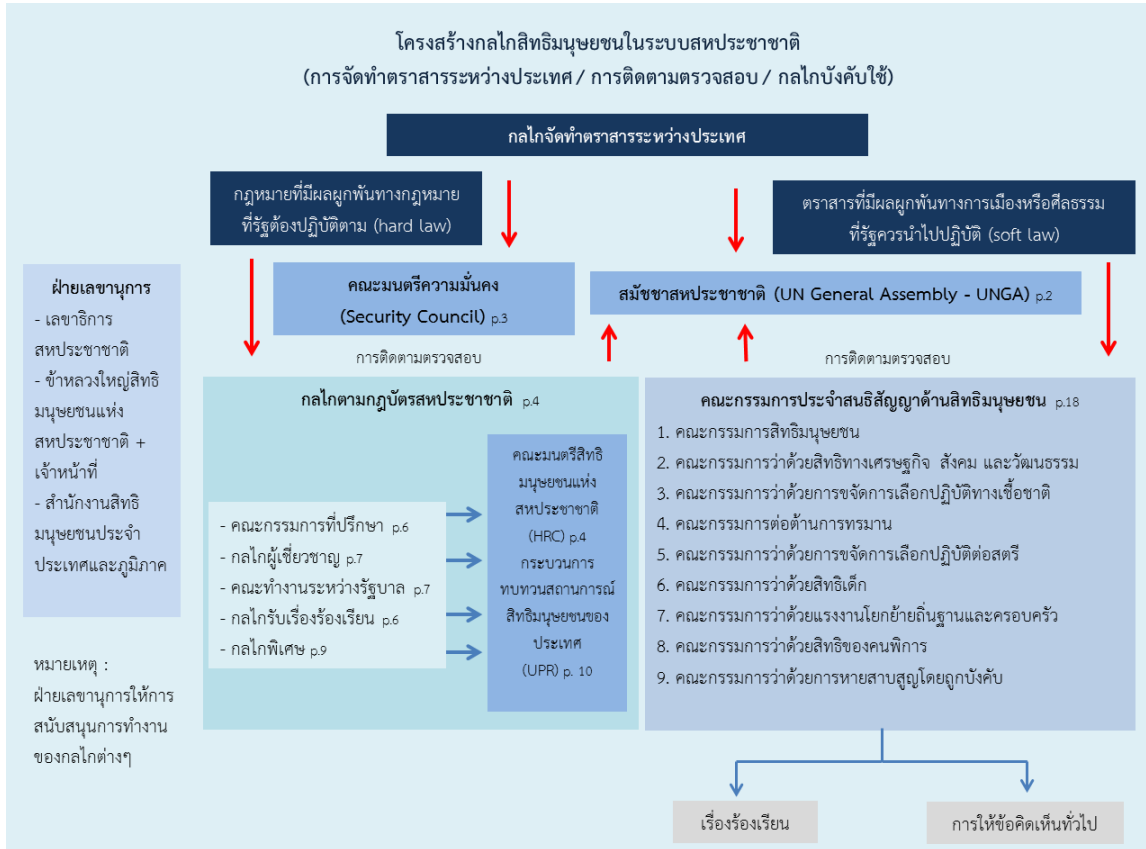 โครงสร้างกลไกสิทธิมนุษยชนในระบบสหประชาชาติ
(การจัดทำตราสารระหว่างประเทศ / การติดตามตรวจสอบ / กลไกบังคับใช้)
กลไกจัดทำตราสารระหว่างประเทศ
กฎหมายที่มีผลผูกพันทางกฎหมาย
ที่รัฐต้องปฏิบัติตาม (hard law)
ตราสารที่มีผลผูกพันทางการเมืองหรือศีลธรรม
ที่รัฐควรนำไปปฏิบัติ (soft law)
คณะมนตรีความมั่นคง
(Security Council) p.3
สมัชชาสหประชาชาติ (UN General Assembly - UNGA) p.2
ฝ่ายเลขานุการ
- เลขาธิการ
สหประชาชาติ
- ข้าหลวงใหญ่สิทธิ
มนุษยชนแห่ง
สหประชาชาติ +
เจ้าหน้าที่
- สำนักงานสิทธิ
มนุษยชนประจำ
ประเทศและภูมิภาค
หมายเหตุ :
ฝ่ายเลขานุการให้การ
สนับสนุนการทำงาน
ของกลไกต่างๆ
การติดตามตรวจสอบ
กลไกตามกฎบัตรสหประชาชาติ p.4
- คณะกรรมการที่ปรึกษา p.6
- กลไกผู้เชี่ยวชาญ p.7
- คณะทำงานระหว่างรัฐบาล p.7
- กลไกรับเรื่องร้องเรียน p.6
- กลไกพิเศษ p.9
คณะมนตรีสิทธิ
มนุษยชนแห่ง
สหประชาชาติ
(HRC) p.4
กระบวนการ
ทบทวนสถานการณ์
สิทธิมนุษยชนของ
ประเทศ
(UPR) p. 10
การติดตามตรวจสอบ
คณะกรรมการประจำสนธิสัญญาด้านสิทธิมนุษยชน p.18
1. คณะกรรมการสิทธิมนุษยชน
2. คณะกรรมการว่าด้วยสิทธิทางเศรษฐกิจ สังคม และวัฒนธรรม
3. คณะกรรมการว่าด้วยการขจัดการเลือกปฏิบัติทางเชื้อชาติ
4. คณะกรรมการต่อต้านการทรมาน
5. คณะกรรมการว่าด้วยการขจัดการเลือกปฏิบัติต่อสตรี
6. คณะกรรมการว่าด้วยสิทธิเด็ก
7. คณะกรรมการว่าด้วยแรงงานโยกย้ายถิ่นฐานและครอบครัว
8. คณะกรรมการว่าด้วยสิทธิของคนพิการ
9. คณะกรรมการว่าด้วยการหายสาบสูญโดยถูกบังคับ
เรื่องร้องเรียน
การให้ข้อคิดเห็นทั่วไป